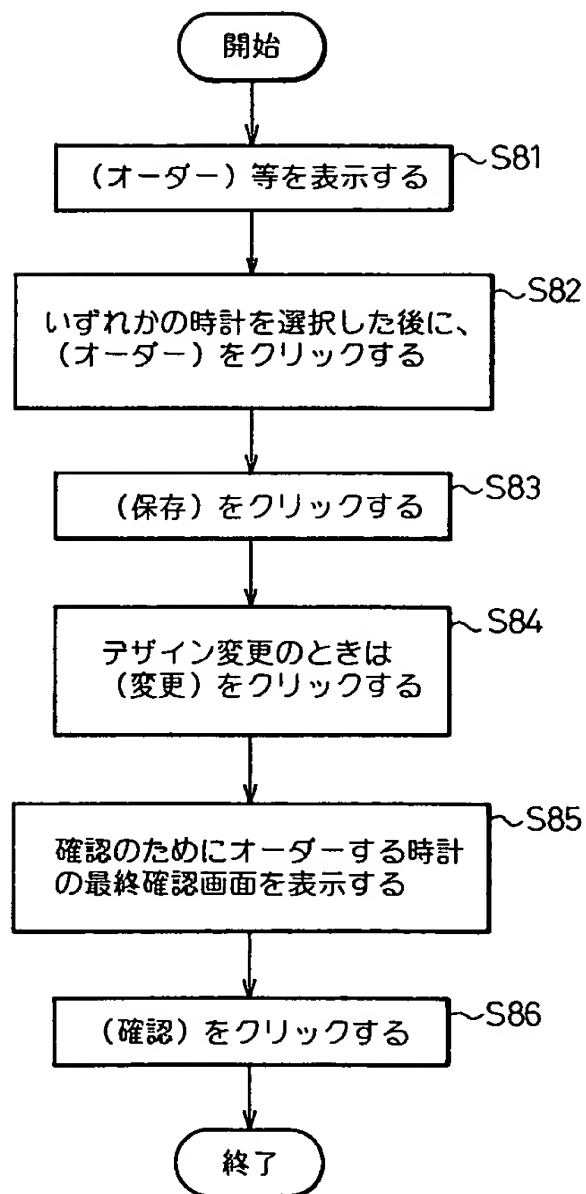 開始
(オーダー)等を表示する
S81
いずれかの時計を選択した後に、
(オーダー)をクリックする
S82
(保存)をクリックする
S83
デザイン変更のときは
(変更)をクリックする
S84
確認のためにオーダーする時計
の最終確認画面を表示する
S85
(確認)をクリックする
S86
終了